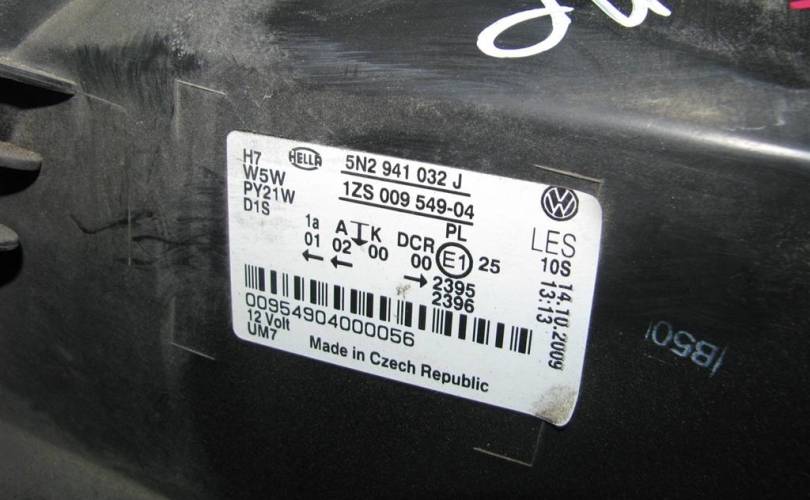 H7
W5W
PY21W
D1S
HELLA
5N2 941 032 J
1ZS 009 549-04
1a
01
A
02
K
00
DCR
00
PL
E1
25
2395
2396
LES
10S
14.10.2009
13:13
00954904000056
12 Volt
UM7
Made in Czech Republic
B50